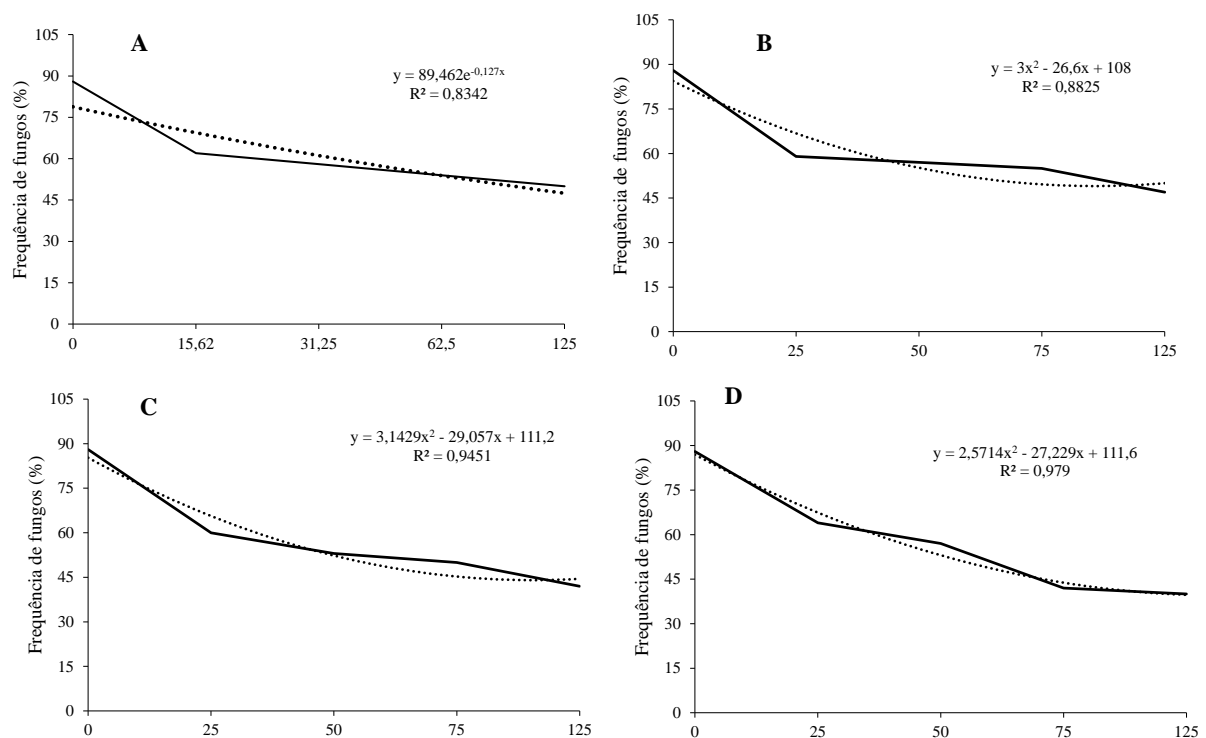 A
y = 89,462e^-0,127x
R² = 0,8342
Frequência de fungos (%)
105
90
75
60
45
30
15
0
0 15,62 31,25 62,5 125
B
y = 3x² - 26,6x + 108
R² = 0,8825
Frequência de fungos (%)
105
90
75
60
45
30
15
0
0 25 50 75 125
C
y = 3,1429x² - 29,057x + 111,2
R² = 0,9451
Frequência de fungos (%)
105
90
75
60
45
30
15
0
0 25 50 75 125
D
y = 2,5714x² - 27,229x + 111,6
R² = 0,979
Frequência de fungos (%)
105
90
75
60
45
30
15
0
0 25 50 75 125